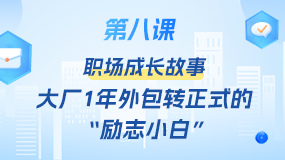 第八课
职场成长故事
大厂1年外包转正式的
“励志小白”